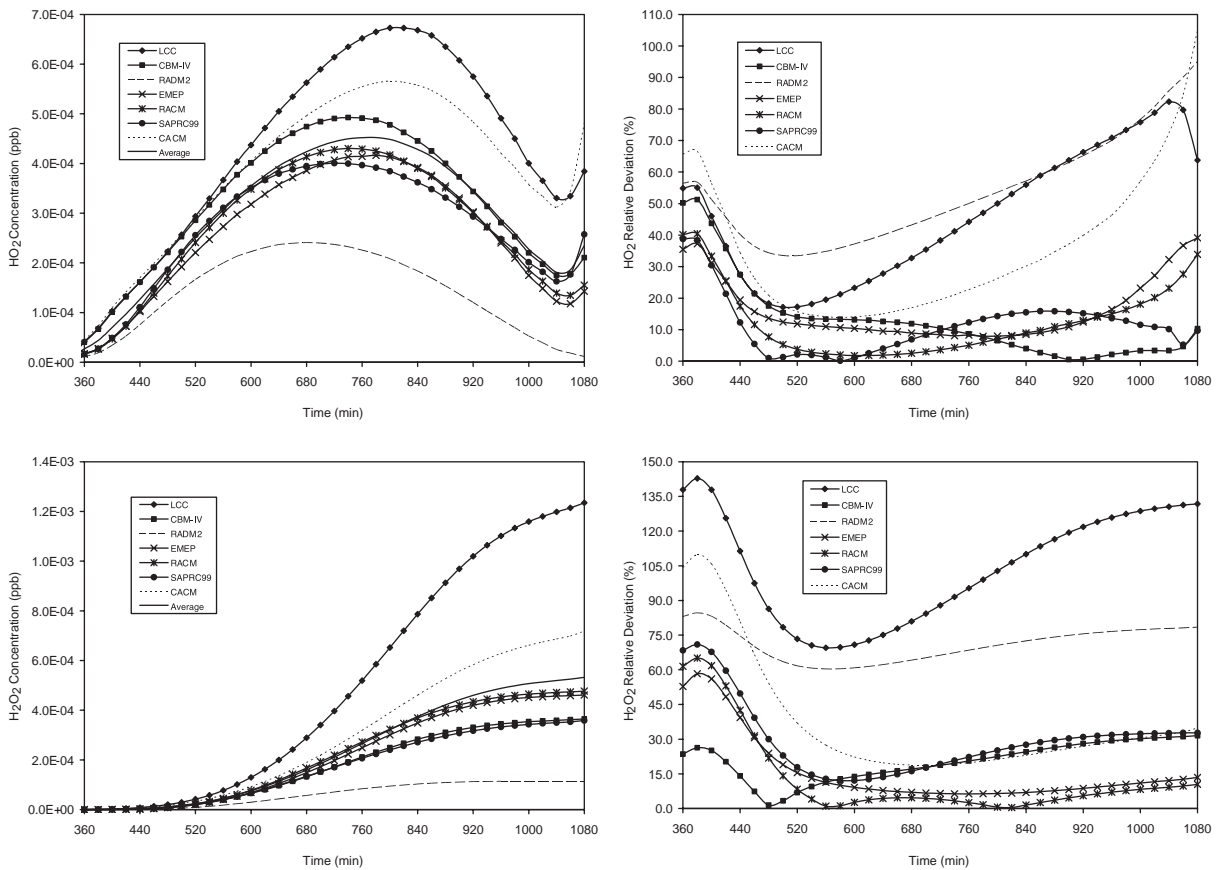 7.0E-04
6.0E-04
5.0E-04
4.0E-04
3.0E-04
2.0E-04
1.0E-04
0.0E+00
HO2 Concentration (ppb)
LCC
CBM-IV
RADM2
EMEP
RACM
SAPRC99
CACM
Average
360 440 520 600 680 760 840 920 1000 1080
Time (min)
110.0
100.0
90.0
80.0
70.0
60.0
50.0
40.0
30.0
20.0
10.0
0.0
HO2 Relative Deviation (%)
LCC
CBM-IV
RADM2
EMEP
RACM
SAPRC99
CACM
360 440 520 600 680 760 840 920 1000 1080
Time (min)
1.4E-03
1.2E-03
1.0E-03
8.0E-04
6.0E-04
4.0E-04
2.0E-04
0.0E+00
H2O2 Concentration (ppb)
LCC
CBM-IV
RADM2
EMEP
RACM
SAPRC99
CACM
Average
360 440 520 600 680 760 840 920 1000 1080
Time (min)
150.0
135.0
120.0
105.0
90.0
75.0
60.0
45.0
30.0
15.0
0.0
H2O2 Relative Deviation (%)
LCC
CBM-IV
RADM2
EMEP
RACM
SAPRC99
CACM
360 440 520 600 680 760 840 920 1000 1080
Time (min)